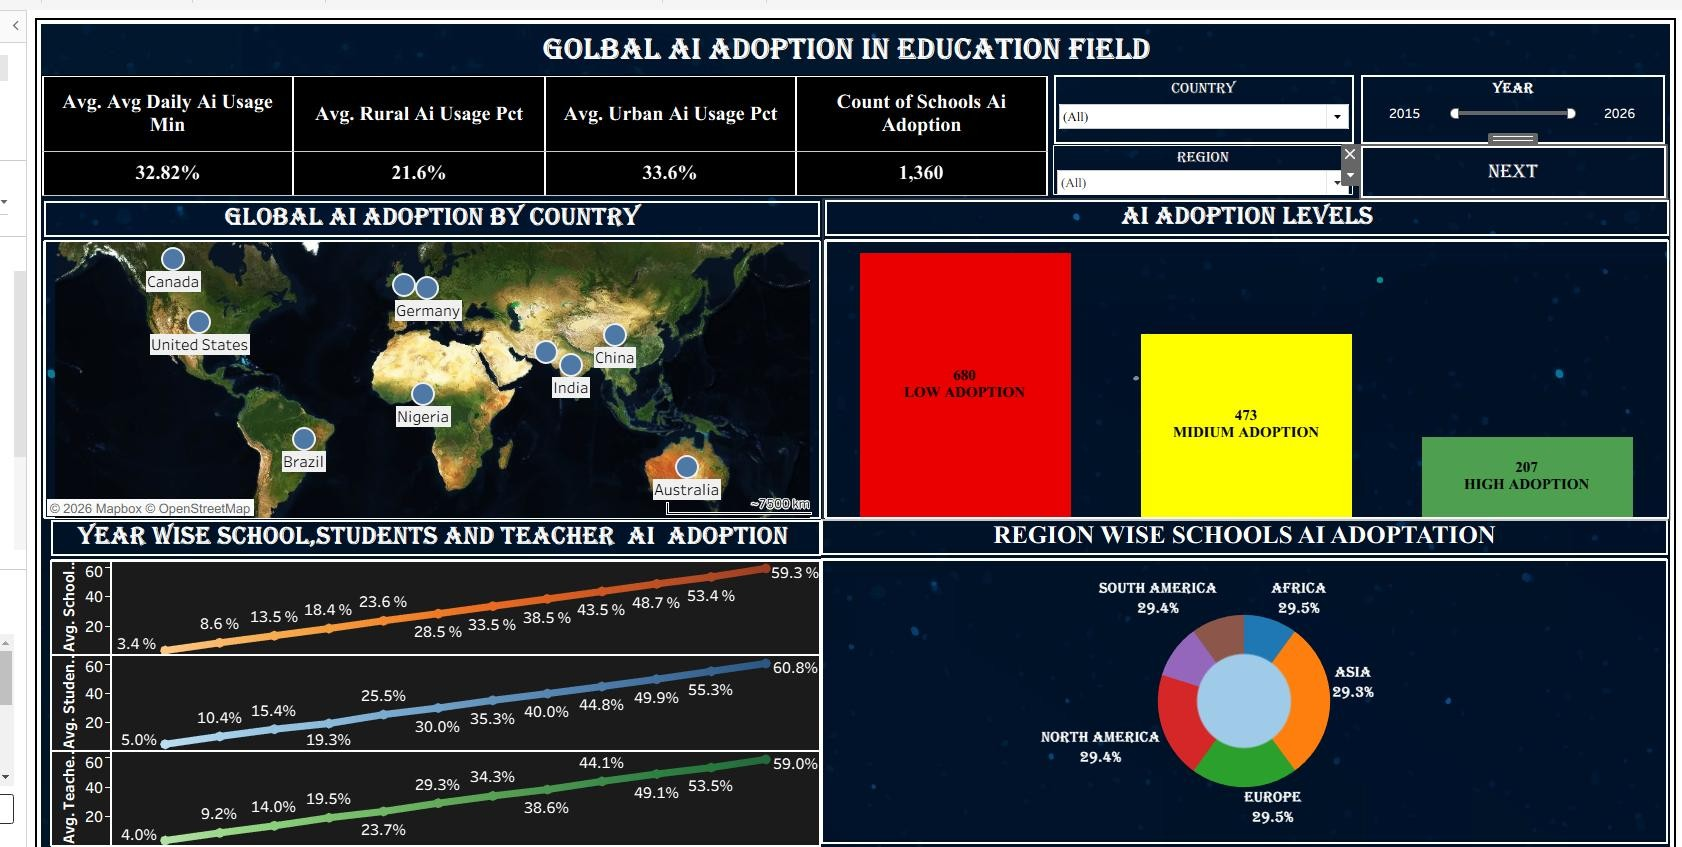 GOLBAL AI ADOPTION IN EDUCATION FIELD
Avg. Avg Daily Ai Usage
Min
Avg. Rural Ai Usage Pct
Avg. Urban Ai Usage Pct
Count of Schools Ai
Adoption
32.82%
21.6%
33.6%
1,360
COUNTRY
(All)
YEAR
2015
2026
REGION
(All)
NEXT
GLOBAL AI ADOPTION BY COUNTRY
Canada
United States
Germany
China
India
Nigeria
Brazil
Australia
© 2026 Mapbox © OpenStreetMap
~7500 km
AI ADOPTION LEVELS
680
LOW ADOPTION
473
MIDIUM ADOPTION
207
HIGH ADOPTION
YEAR WISE SCHOOL,STUDENTS AND TEACHER AI ADOPTION
Avg. School..
60
40
20
3.4 %
8.6 %
13.5 %
18.4 %
23.6 %
28.5 %
33.5 %
38.5 %
43.5 %
48.7 %
53.4 %
59.3 %
Avg. Studen..
60
40
20
5.0%
10.4%
15.4%
19.3%
25.5%
30.0%
35.3%
40.0%
44.8%
49.9%
55.3%
60.8%
Avg. Teache..
60
40
20
4.0%
9.2%
14.0%
19.5%
23.7%
29.3%
34.3%
38.6%
44.1%
49.1%
53.5%
59.0%
REGION WISE SCHOOLS AI ADOPTATION
SOUTH AMERICA
29.4%
AFRICA
29.5%
ASIA
29.3%
NORTH AMERICA
29.4%
EUROPE
29.5%